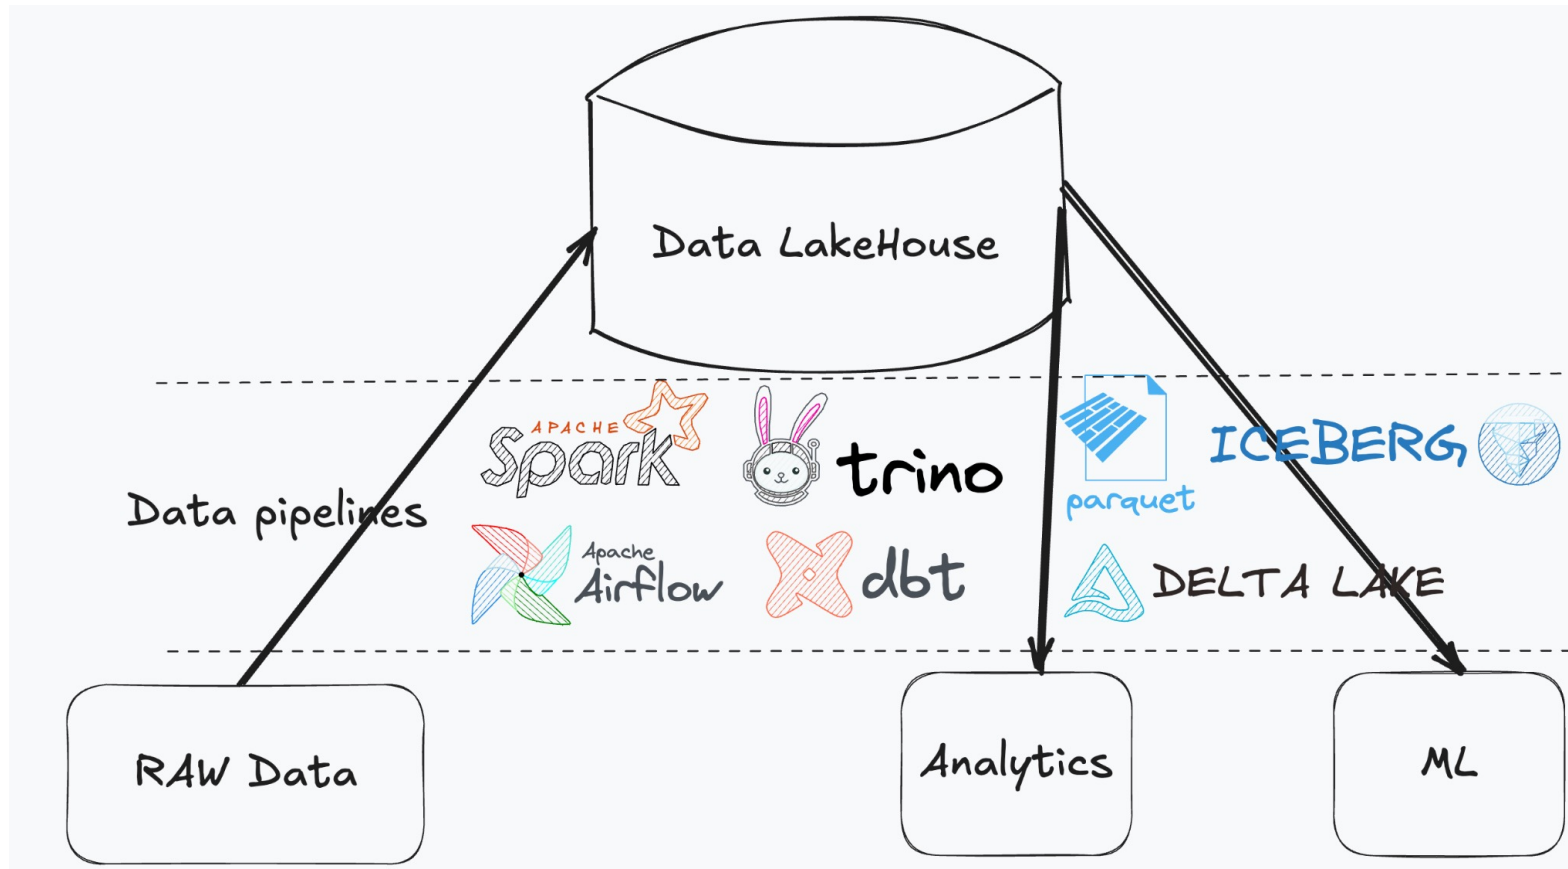 Data LakeHouse
APACHE
Spark
trino
parquet
ICEBERG
Data pipelines
Apache
Airflow
dbt
DELTA LAKE
RAW Data
Analytics
ML